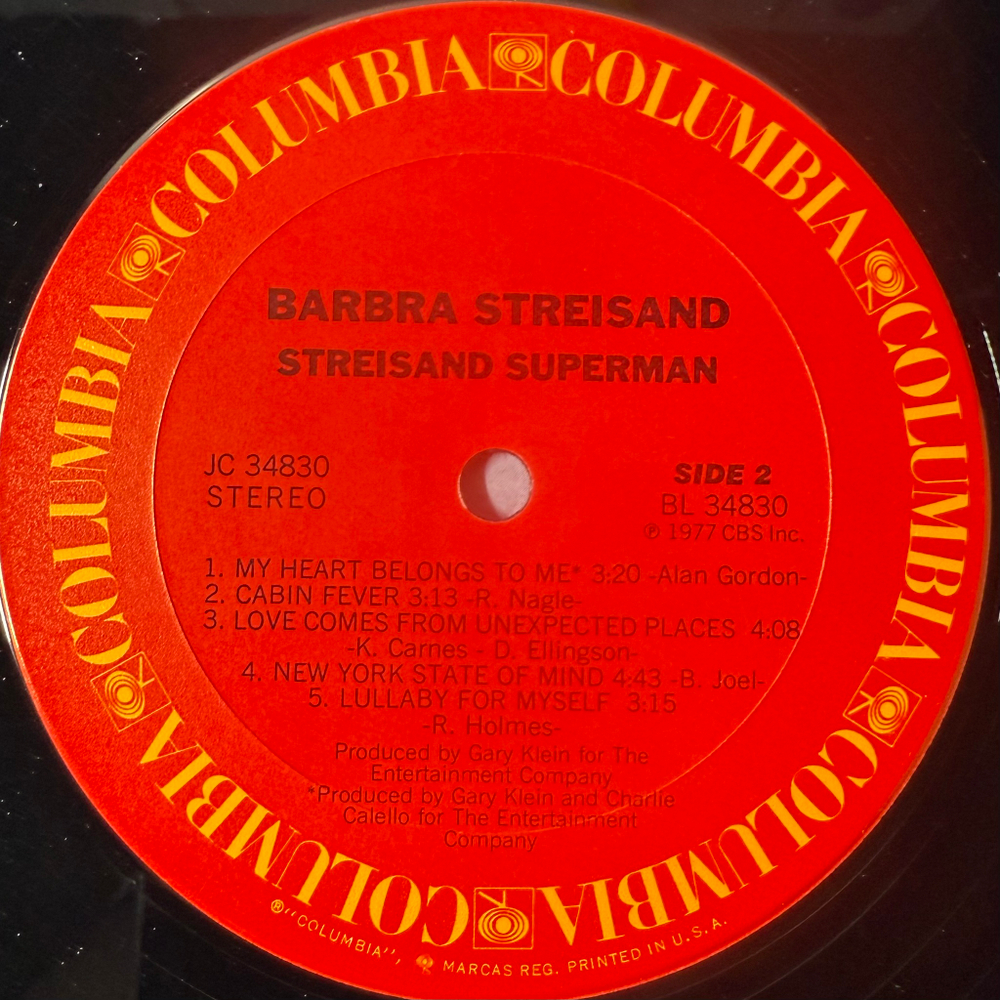 COLUMBIA COLUMBIA COLUMBIA COLUMBIA COLUMBIA COLUMBIA COLUMBIA COLUMBIA
BARBRA STREISAND
STREISAND SUPERMAN
JC 34830
STEREO
SIDE 2
BL 34830
℗ 1977 CBS Inc.
1. MY HEART BELONGS TO ME* 3:20 -Alan Gordon-
2. CABIN FEVER 3:13 -R. Nagle-
3. LOVE COMES FROM UNEXPECTED PLACES 4:08
-K. Carnes - D. Ellingson-
4. NEW YORK STATE OF MIND 4:43 -B. Joel-
5. LULLABY FOR MYSELF 3:15
-R. Holmes-
Produced by Gary Klein for The
Entertainment Company
*Produced by Gary Klein and Charlie
Calello for The Entertainment
Company
®"COLUMBIA", MARCAS REG. PRINTED IN U.S.A.